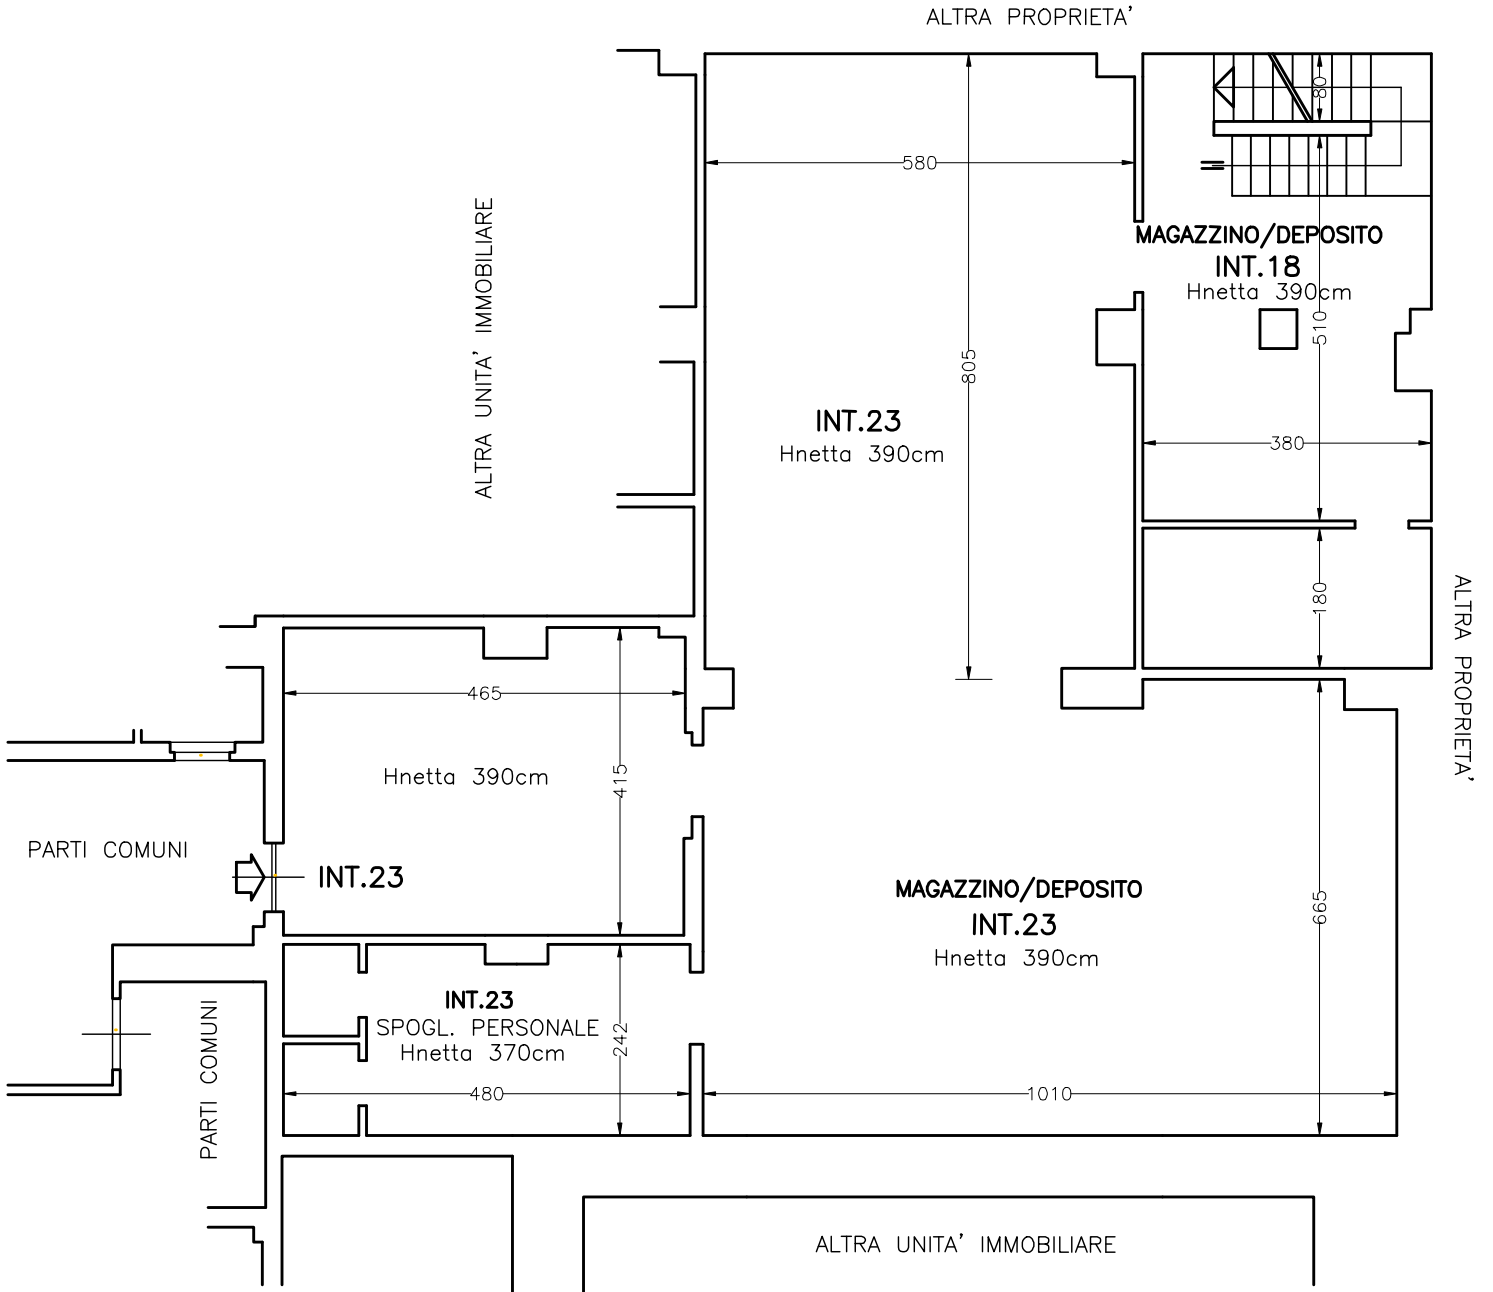 ALTRA PROPRIETA'
80
580
ALTRA UNITA' IMMOBILIARE
MAGAZZINO/DEPOSITO
INT.18
Hnetta 390cm
510
805
INT.23
Hnetta 390cm
380
180
ALTRA PROPRIETA'
465
415
Hnetta 390cm
PARTI COMUNI
INT.23
MAGAZZINO/DEPOSITO
INT.23
Hnetta 390cm
665
INT.23
SPOGL. PERSONALE
Hnetta 370cm
242
PARTI COMUNI
480
1010
ALTRA UNITA' IMMOBILIARE